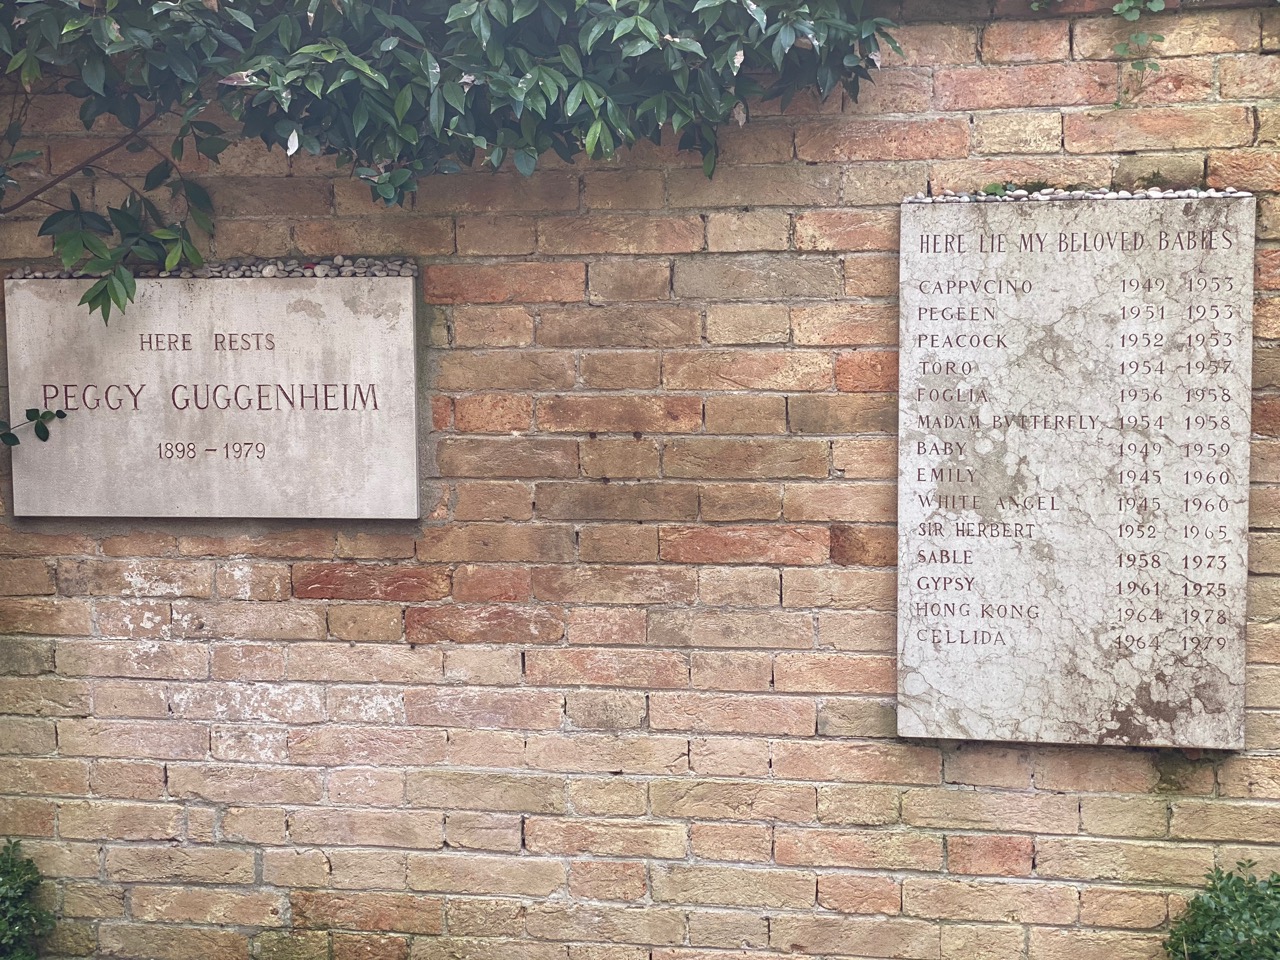 HERE RESTS
PEGGY GUGGENHEIM
1898 – 1979
HERE LIE MY BELOVED BABIES
CAPPVCINO 1949 1953
PEGEEN 1951 1953
PEACOCK 1952 1953
TORO 1954 – 1957
FOGLIA 1956 1958
MADAM BVTTERFLY 1954 1958
BABY 1949 1959
EMILY 1945 1960
WHITE ANGEL 1945 1960
SIR HERBERT 1952 1965
SABLE 1958 1973
GYPSY 1961 1975
HONG KONG 1964 1978
CELLIDA 1964 1979